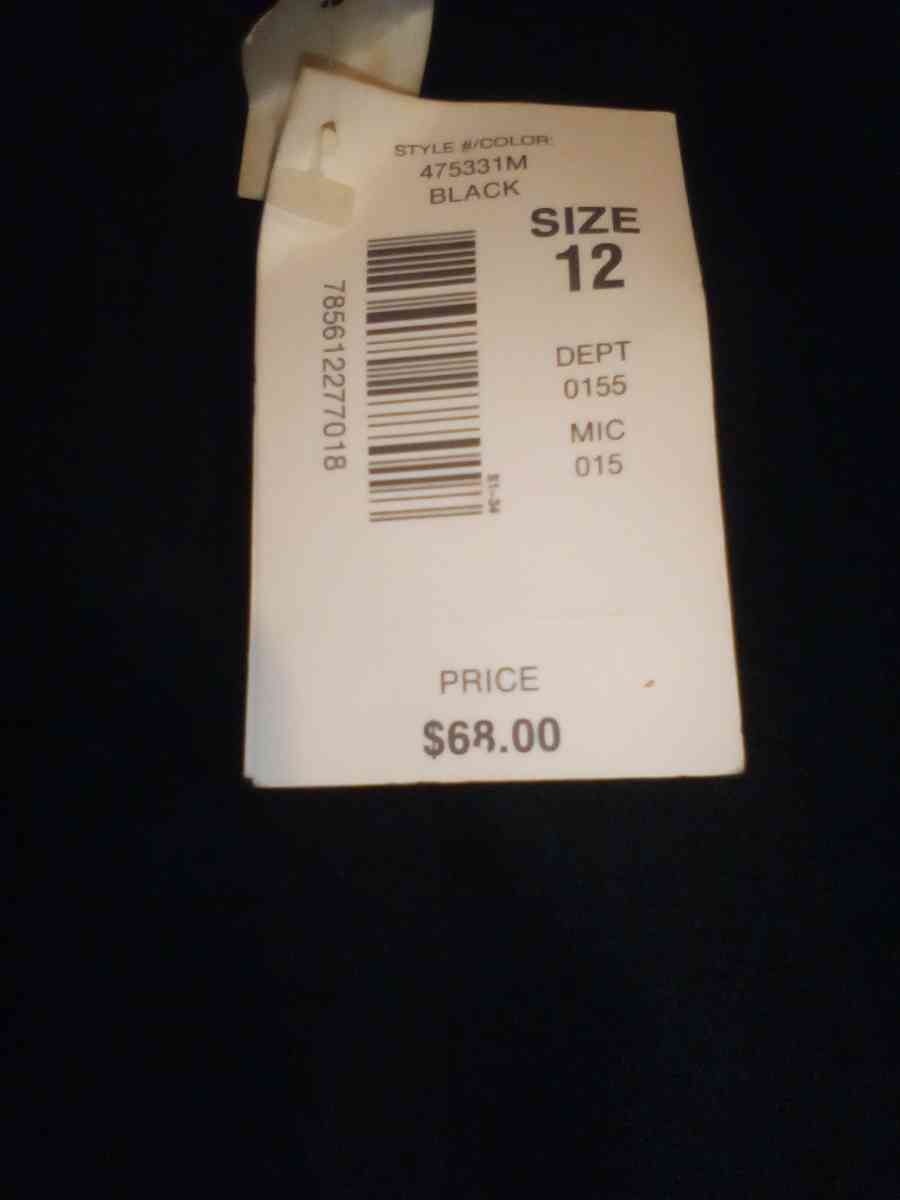 STYLE #/COLOR:
475331M
BLACK
SIZE
12
785612277018
DEPT
0155
MIC
015
PRICE
$68.00